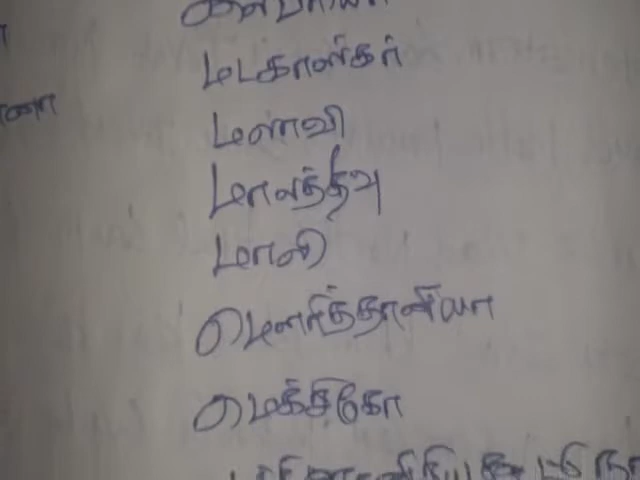 மடகாஸ்கர்
மலாவி
மாலத்தீவு
மாலி
மௌரித்தானியா
மெக்சிகோ